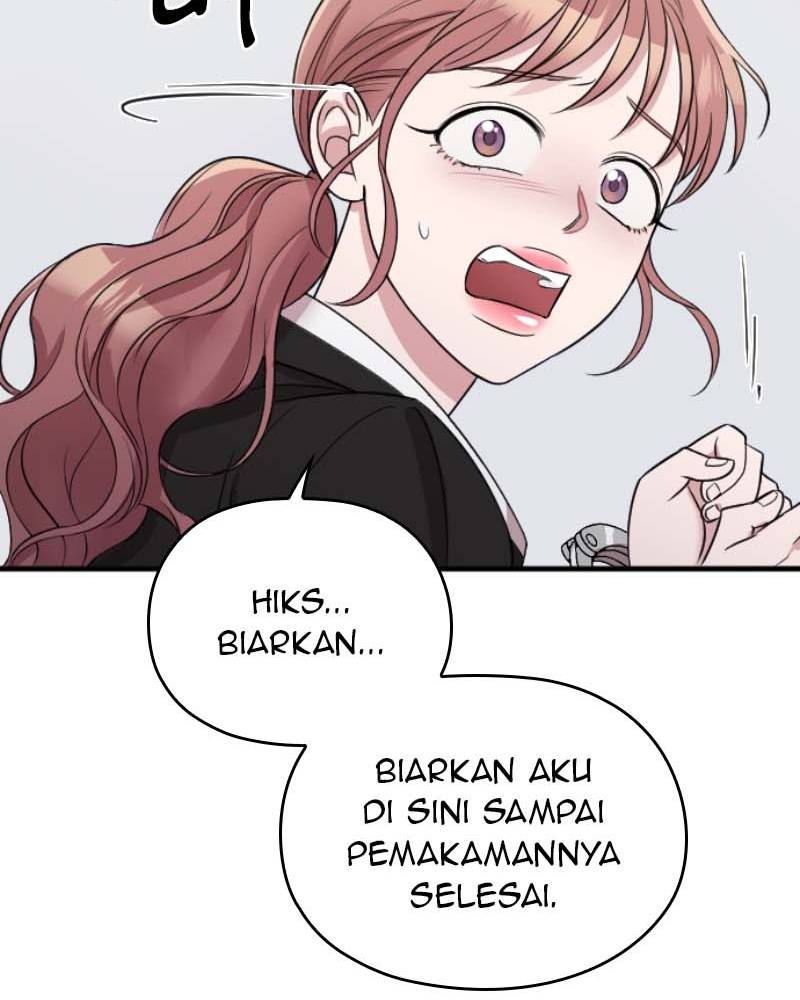 HIKS...
BIARKAN...
BIARKAN AKU
DI SINI SAMPAI
PEMAKAMANNYA
SELESAI.